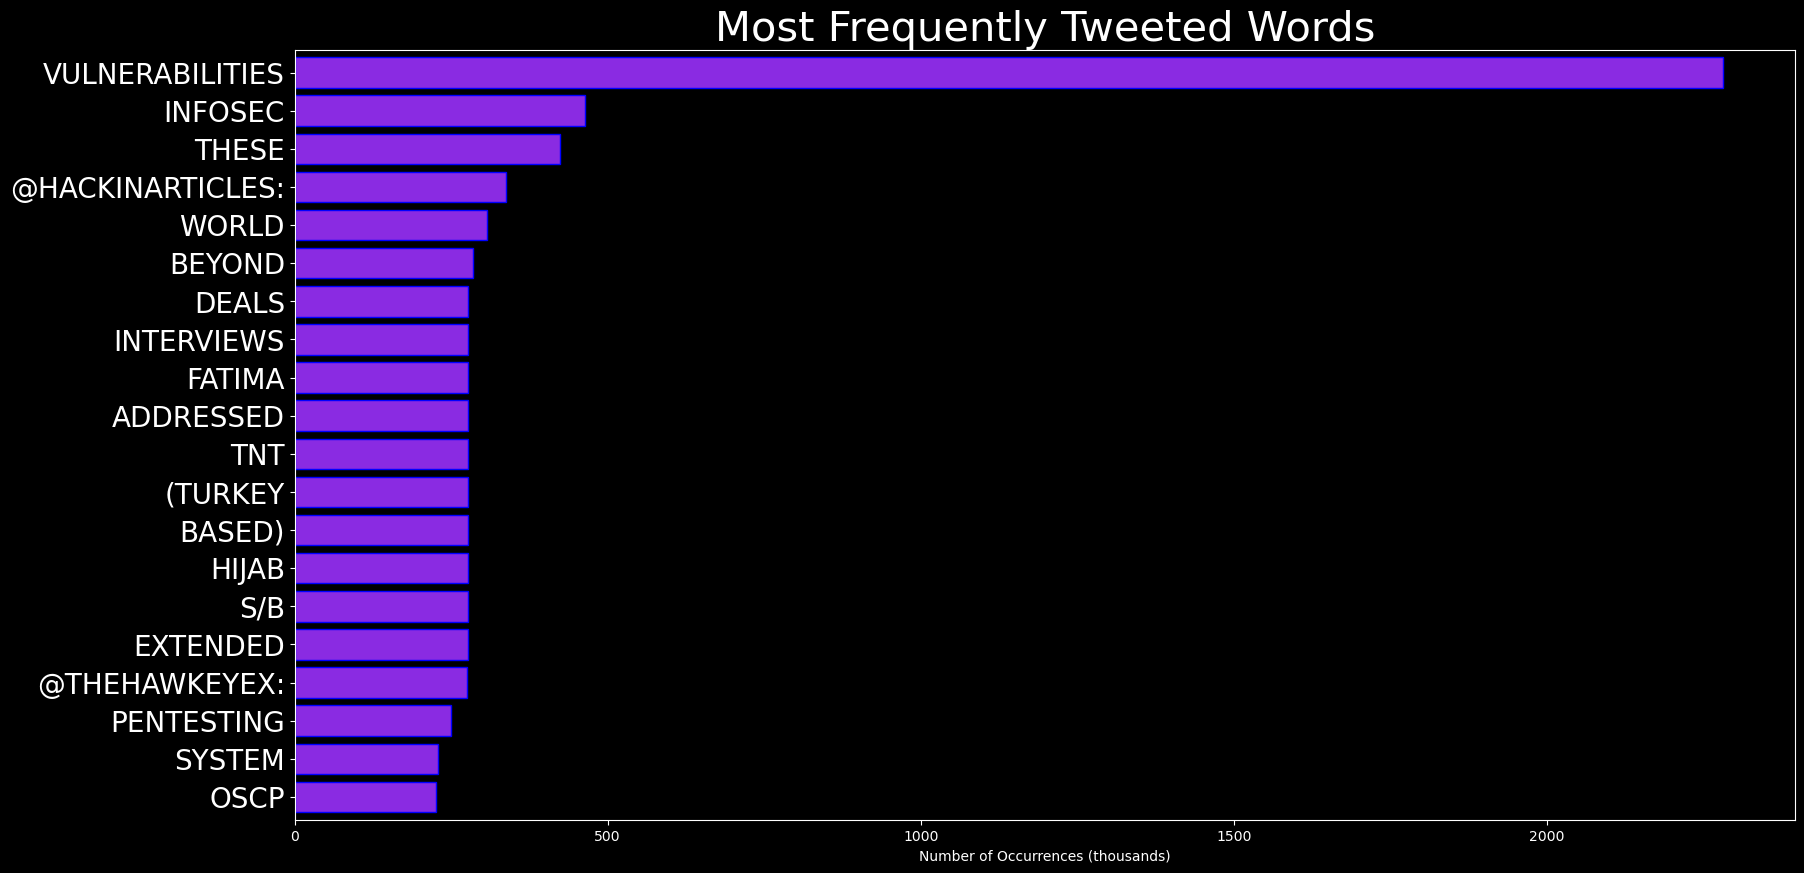 Most Frequently Tweeted Words
VULNERABILITIES
INFOSEC
THESE
@HACKINARTICLES:
WORLD
BEYOND
DEALS
INTERVIEWS
FATIMA
ADDRESSED
TNT
(TURKEY
BASED)
HIJAB
S/B
EXTENDED
@THEHAWKEYEX:
PENTESTING
SYSTEM
OSCP
0 500 1000 1500 2000
Number of Occurrences (thousands)